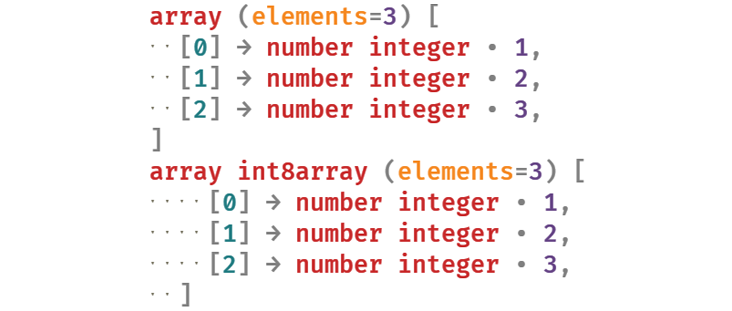 array (elements=3) [
·· [0] → number integer • 1,
·· [1] → number integer • 2,
·· [2] → number integer • 3,
]
array int8array (elements=3) [
···· [0] → number integer • 1,
···· [1] → number integer • 2,
···· [2] → number integer • 3,
·· ]